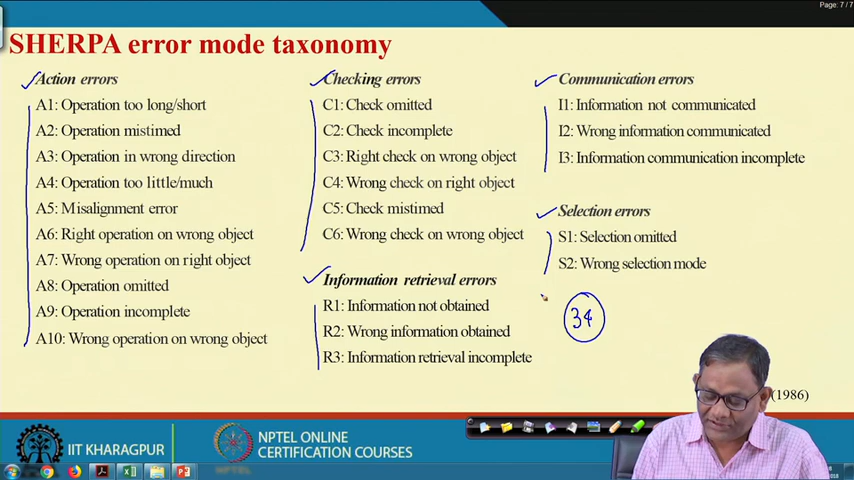 Page: 7 / 7
SHERPA error mode taxonomy
Action errors
A1: Operation too long/short
A2: Operation mistimed
A3: Operation in wrong direction
A4: Operation too little/much
A5: Misalignment error
A6: Right operation on wrong object
A7: Wrong operation on right object
A8: Operation omitted
A9: Operation incomplete
A10: Wrong operation on wrong object
Checking errors
C1: Check omitted
C2: Check incomplete
C3: Right check on wrong object
C4: Wrong check on right object
C5: Check mistimed
C6: Wrong check on wrong object
Information retrieval errors
R1: Information not obtained
R2: Wrong information obtained
R3: Information retrieval incomplete
Communication errors
I1: Information not communicated
I2: Wrong information communicated
I3: Information communication incomplete
Selection errors
S1: Selection omitted
S2: Wrong selection mode
34
(1986)
IIT KHARAGPUR
NPTEL ONLINE
CERTIFICATION COURSES
NPTEL